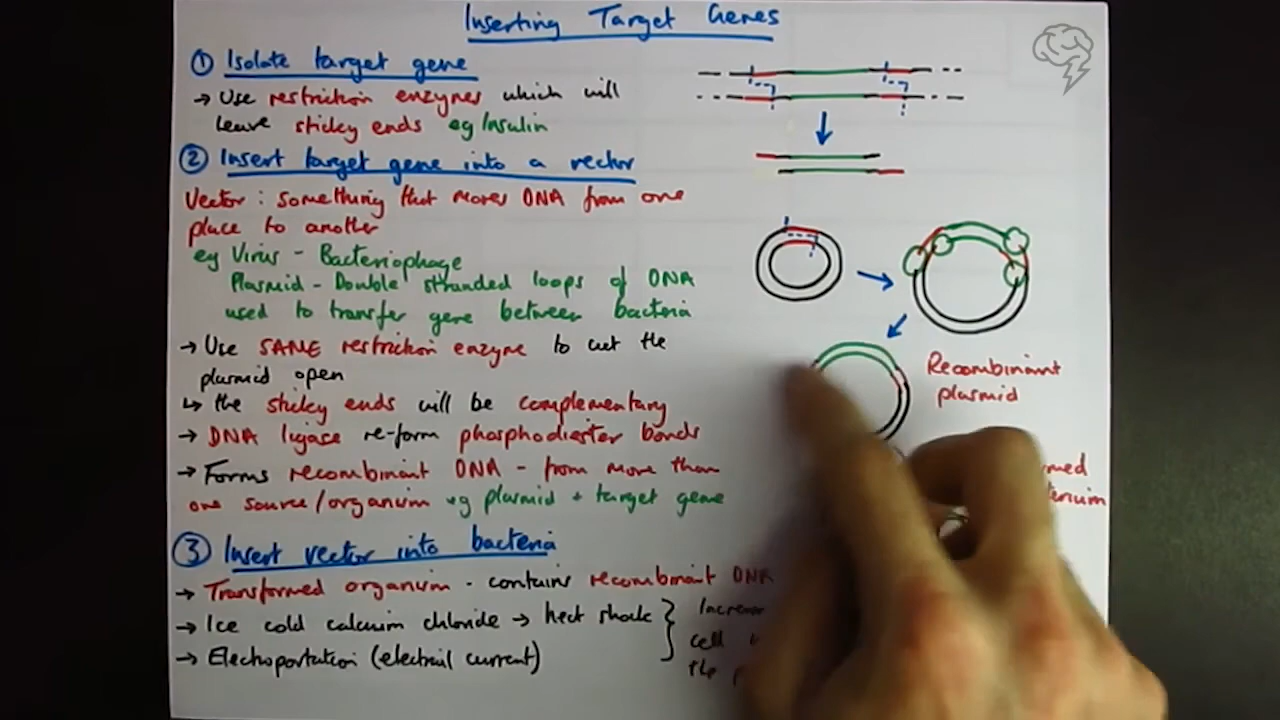 Inserting Target Genes
① Isolate target gene
→ Use restriction enzymes which will
leave sticky ends eg Insulin
② Insert target gene into a vector
Vector : something that moves DNA from one
place to another
eg Virus - Bacteriophage
Plasmid - Double stranded loops of DNA
used to transfer gene between bacteria
→ Use SAME restriction enzyme to cut the
plasmid open
↳ the sticky ends will be complementary
→ DNA ligase re-form phosphodiester bonds
→ Forms recombinant DNA - from more than
one source/organism eg plasmid + target gene
③ Insert vector into bacteria
→ Transformed organism - contains recombinant DNA
→ Ice cold calcium chloride → heat shock
→ Electroportation (electrical current)
cell
the
Recombinant
plasmid